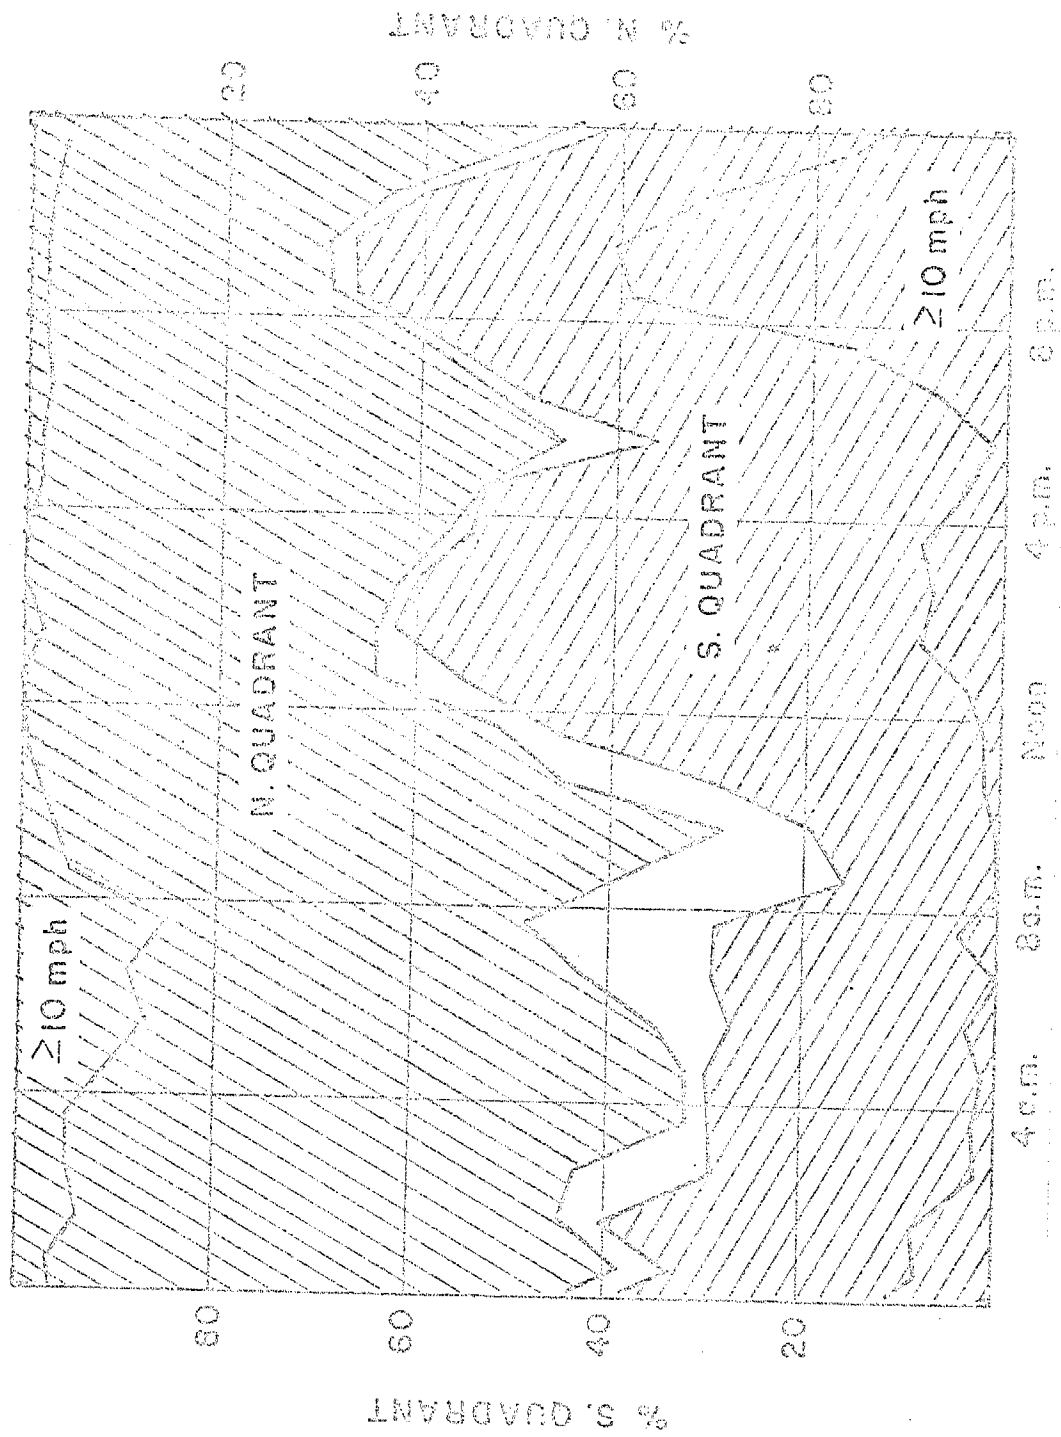 % N. QUADRANT
20
40
60
80
≥10 mph
N. QUADRANT
S. QUADRANT
≥10 mph
80
60
40
20
% S. QUADRANT
4 a.m.
8 a.m.
Noon
4 p.m.
8 p.m.